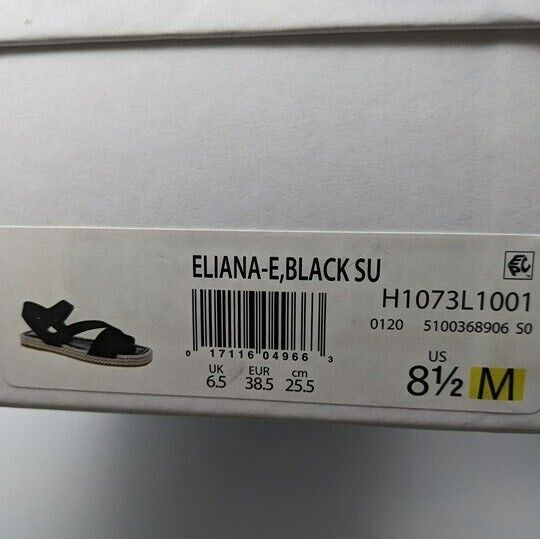 ELIANA-E,BLACK SU
H1073L1001
0120 5100368906 S0
0 17116 04966 3
UK EUR cm
6.5 38.5 25.5
US
8½ M